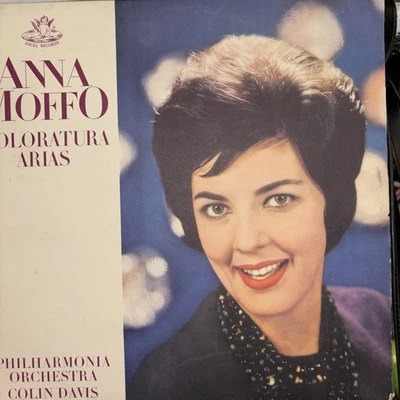 ANGEL RECORDS
ANNA
MOFFO
OLORATURA
ARIAS
PHILHARMONIA
ORCHESTRA
COLIN DAVIS